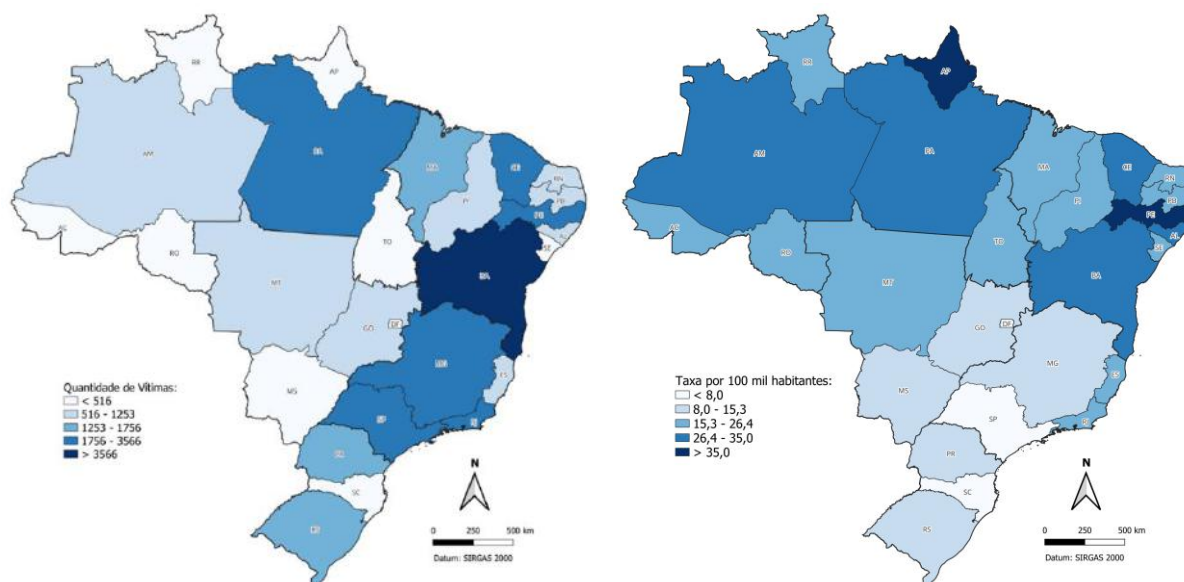 RR
AP
AM
PA
MA
CE
RN
PB
PI
PE
AL
SE
AC
RO
TO
BA
MT
GO
DF
MG
ES
MS
SP
RJ
PR
SC
RS
Quantidade de Vítimas:
< 516
516 - 1253
1253 - 1756
1756 - 3566
> 3566
N
0 250 500 km
Datum: SIRGAS 2000
RR
AP
AM
PA
MA
CE
RN
PB
PI
PE
AL
SE
AC
RO
TO
BA
MT
GO
DF
MG
ES
MS
SP
RJ
PR
SC
RS
Taxa por 100 mil habitantes:
< 8,0
8,0 - 15,3
15,3 - 26,4
26,4 - 35,0
> 35,0
N
0 250 500 km
Datum: SIRGAS 2000